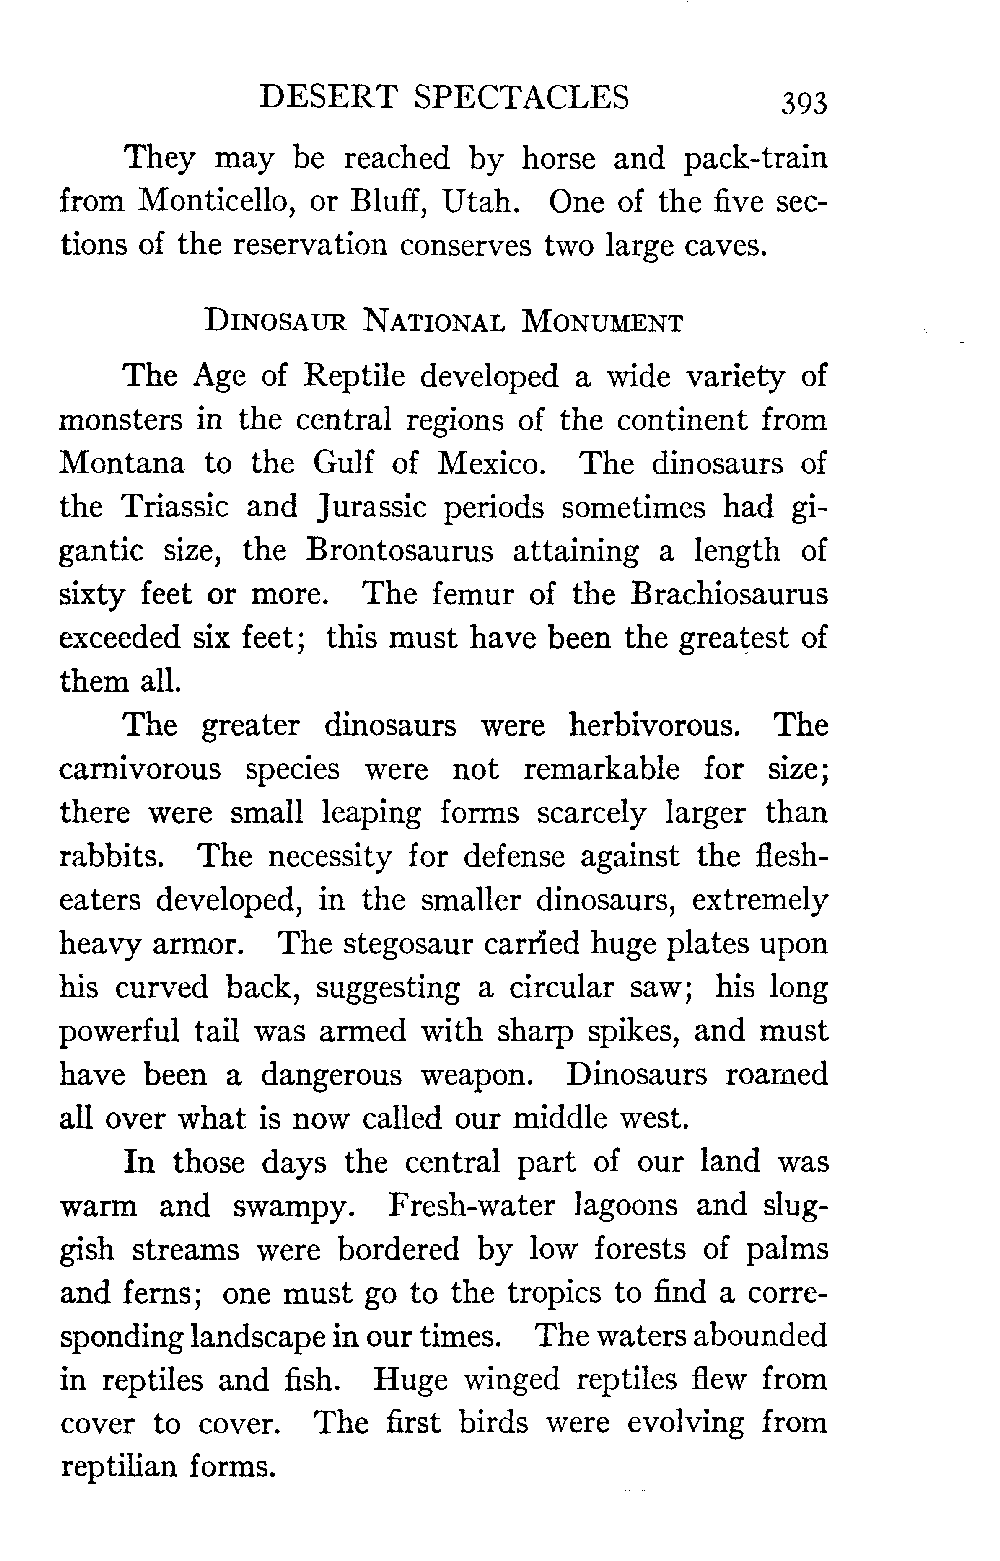 DESERT SPECTACLES 393
They may be reached by horse and pack-train
from Monticello, or Bluff, Utah. One of the five sec-
tions of the reservation conserves two large caves.
DINOSAUR NATIONAL MONUMENT
The Age of Reptile developed a wide variety of
monsters in the central regions of the continent from
Montana to the Gulf of Mexico. The dinosaurs of
the Triassic and Jurassic periods sometimes had gi-
gantic size, the Brontosaurus attaining a length of
sixty feet or more. The femur of the Brachiosaurus
exceeded six feet; this must have been the greatest of
them all.
The greater dinosaurs were herbivorous. The
carnivorous species were not remarkable for size;
there were small leaping forms scarcely larger than
rabbits. The necessity for defense against the flesh-
eaters developed, in the smaller dinosaurs, extremely
heavy armor. The stegosaur carried huge plates upon
his curved back, suggesting a circular saw; his long
powerful tail was armed with sharp spikes, and must
have been a dangerous weapon. Dinosaurs roamed
all over what is now called our middle west.
In those days the central part of our land was
warm and swampy. Fresh-water lagoons and slug-
gish streams were bordered by low forests of palms
and ferns; one must go to the tropics to find a corre-
sponding landscape in our times. The waters abounded
in reptiles and fish. Huge winged reptiles flew from
cover to cover. The first birds were evolving from
reptilian forms.